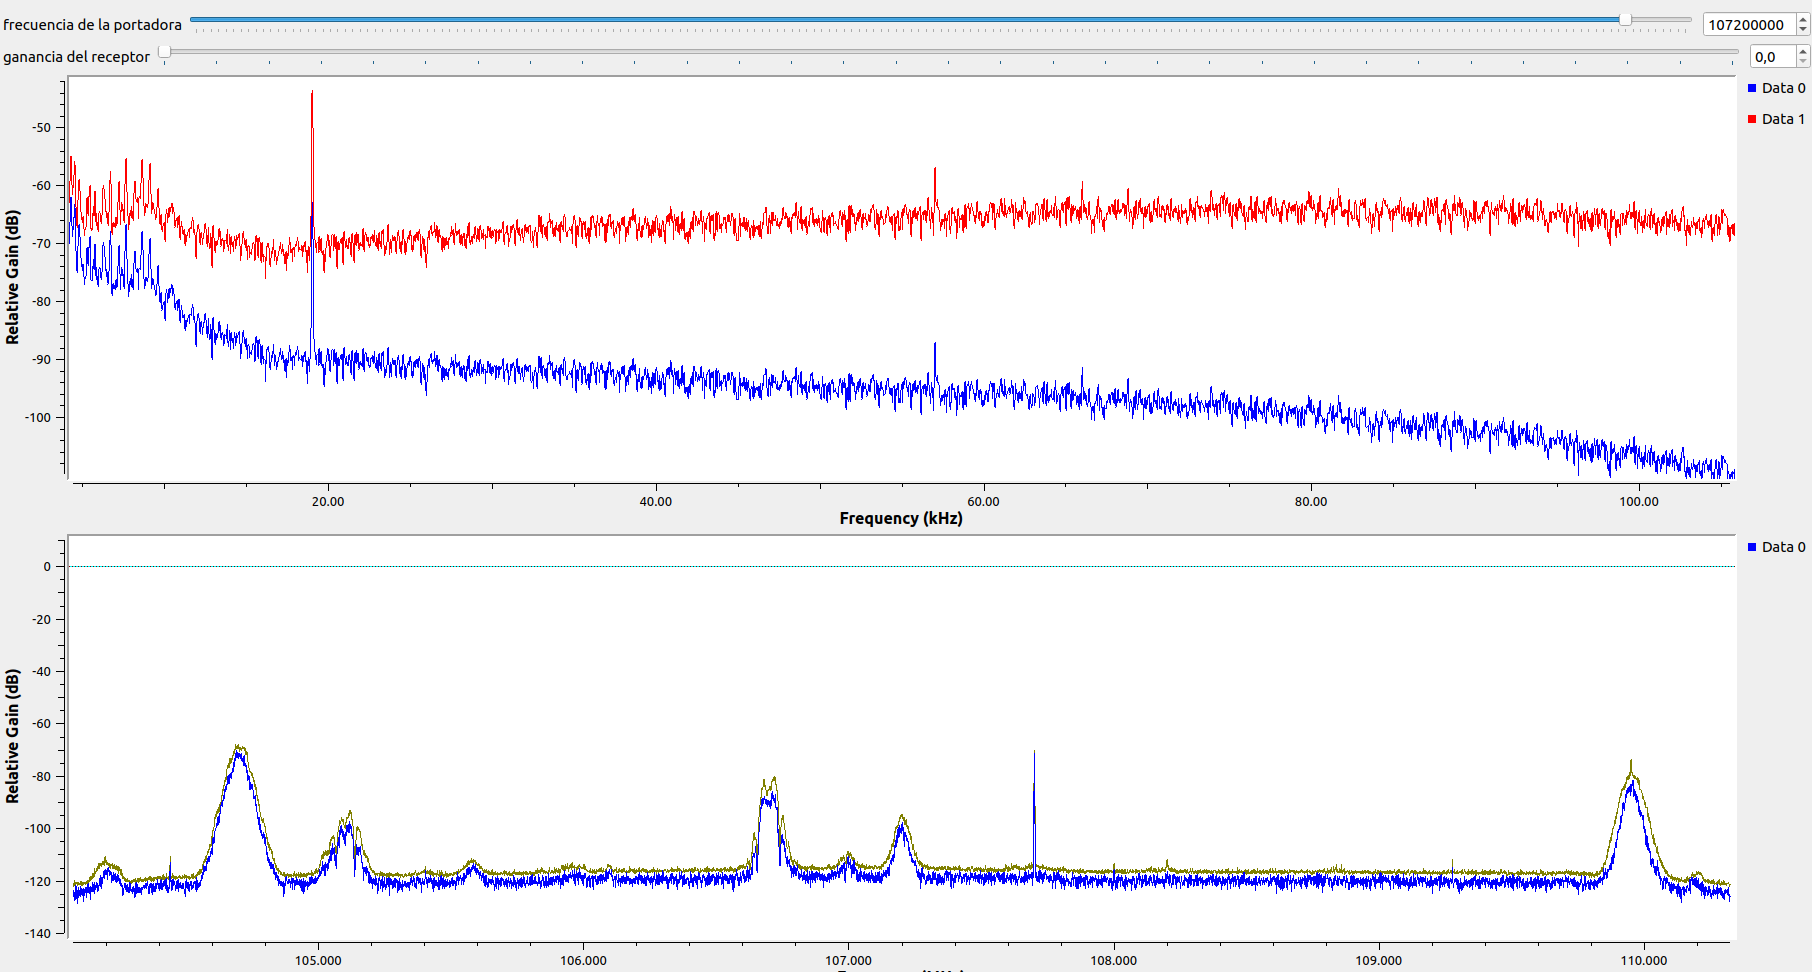 frecuencia de la portadora
107200000
ganancia del receptor
0,0
Data 0
Data 1
-50
-60
-70
-80
-90
-100
Relative Gain (dB)
20.00 40.00 60.00 80.00 100.00
Frequency (kHz)
Data 0
0
-20
-40
-60
-80
-100
-120
-140
Relative Gain (dB)
105.000 106.000 107.000 108.000 109.000 110.000